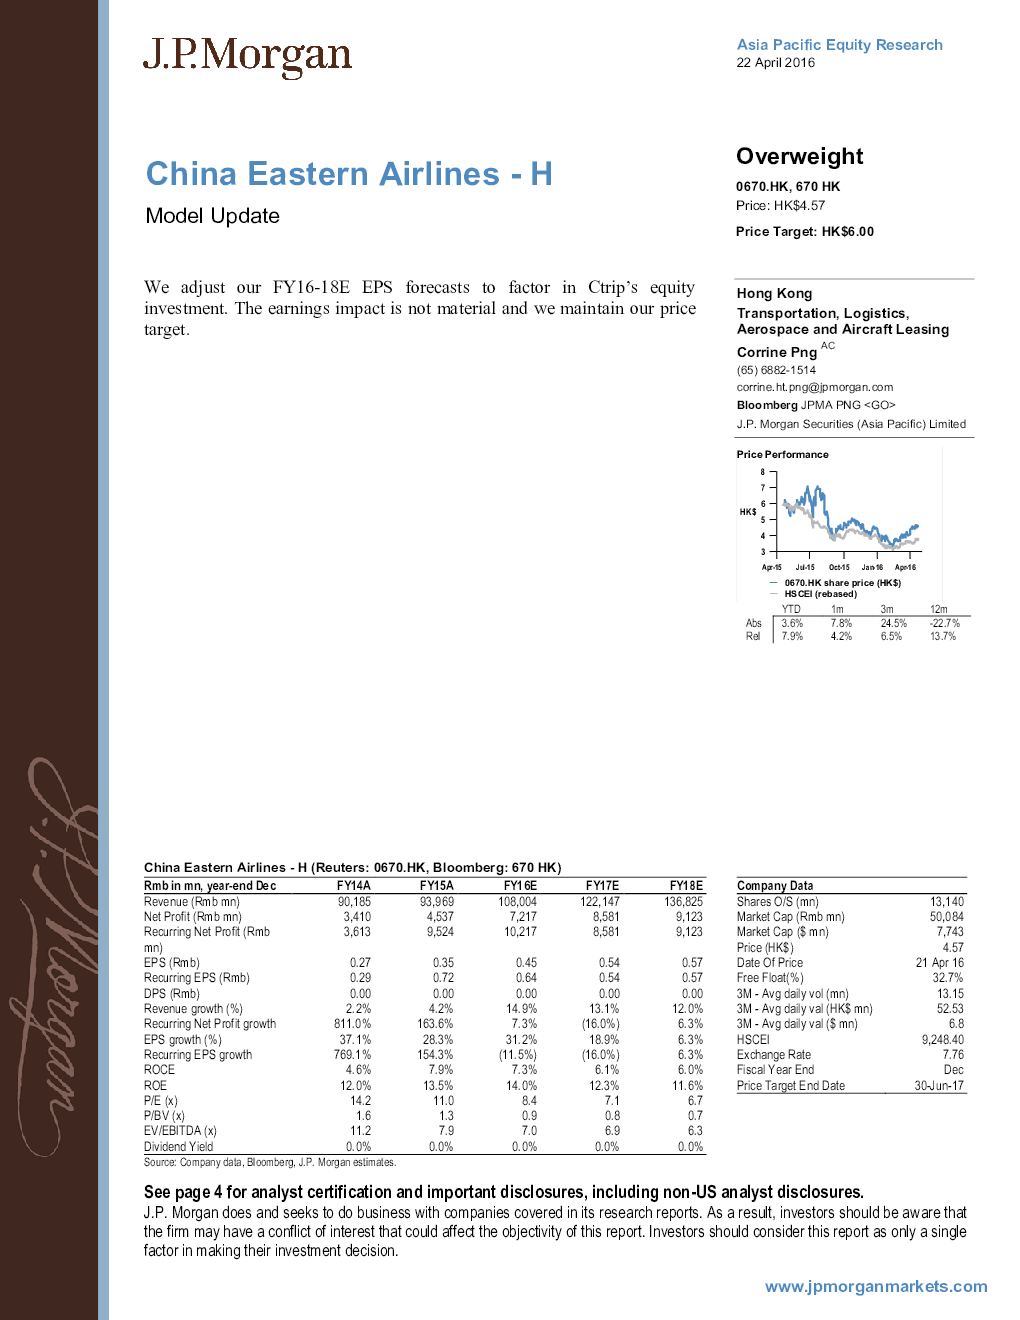 J.P.Morgan
Asia Pacific Equity Research
22 April 2016
China Eastern Airlines - H
Model Update
Overweight
0670.HK, 670 HK
Price: HK$4.57
Price Target: HK$6.00
We adjust our FY16-18E EPS forecasts to factor in Ctrip's equity
investment. The earnings impact is not material and we maintain our price
target.
Hong Kong
Transportation, Logistics,
Aerospace and Aircraft Leasing
Corrine Png AC
(65) 6882-1514
corrine.ht.png@jpmorgan.com
Bloomberg JPMA PNG <GO>
J.P. Morgan Securities (Asia Pacific) Limited
Price Performance
8
7
6
HK$
5
4
3
Apr-15 Jul-15 Oct-15 Jan-16 Apr-16
0670.HK share price (HK$)
HSCEI (rebased)
YTD 1m 3m 12m
Abs 3.6% 7.8% 24.5% -22.7%
Rel 7.9% 4.2% 6.5% 13.7%
J.P.Morgan
China Eastern Airlines - H (Reuters: 0670.HK, Bloomberg: 670 HK)
Rmb in mn, year-end Dec FY14A FY15A FY16E FY17E FY18E
Revenue (Rmb mn) 90,185 93,969 108,004 122,147 136,825
Net Profit (Rmb mn) 3,410 4,537 7,217 8,581 9,123
Recurring Net Profit (Rmb 3,613 9,524 10,217 8,581 9,123
mn)
EPS (Rmb) 0.27 0.35 0.45 0.54 0.57
Recurring EPS (Rmb) 0.29 0.72 0.64 0.54 0.57
DPS (Rmb) 0.00 0.00 0.00 0.00 0.00
Revenue growth (%) 2.2% 4.2% 14.9% 13.1% 12.0%
Recurring Net Profit growth 811.0% 163.6% 7.3% (16.0%) 6.3%
EPS growth (%) 37.1% 28.3% 31.2% 18.9% 6.3%
Recurring EPS growth 769.1% 154.3% (11.5%) (16.0%) 6.3%
ROCE 4.6% 7.9% 7.3% 6.1% 6.0%
ROE 12.0% 13.5% 14.0% 12.3% 11.6%
P/E (x) 14.2 11.0 8.4 7.1 6.7
P/BV (x) 1.6 1.3 0.9 0.8 0.7
EV/EBITDA (x) 11.2 7.9 7.0 6.9 6.3
Dividend Yield 0.0% 0.0% 0.0% 0.0% 0.0%
Source: Company data, Bloomberg, J.P. Morgan estimates.
Company Data
Shares O/S (mn) 13,140
Market Cap (Rmb mn) 50,084
Market Cap ($ mn) 7,743
Price (HK$) 4.57
Date Of Price 21 Apr 16
Free Float(%) 32.7%
3M - Avg daily vol (mn) 13.15
3M - Avg daily val (HK$ mn) 52.53
3M - Avg daily val ($ mn) 6.8
HSCEI 9,248.40
Exchange Rate 7.76
Fiscal Year End Dec
Price Target End Date 30-Jun-17
See page 4 for analyst certification and important disclosures, including non-US analyst disclosures.
J.P. Morgan does and seeks to do business with companies covered in its research reports. As a result, investors should be aware that
the firm may have a conflict of interest that could affect the objectivity of this report. Investors should consider this report as only a single
factor in making their investment decision.
www.jpmorganmarkets.com